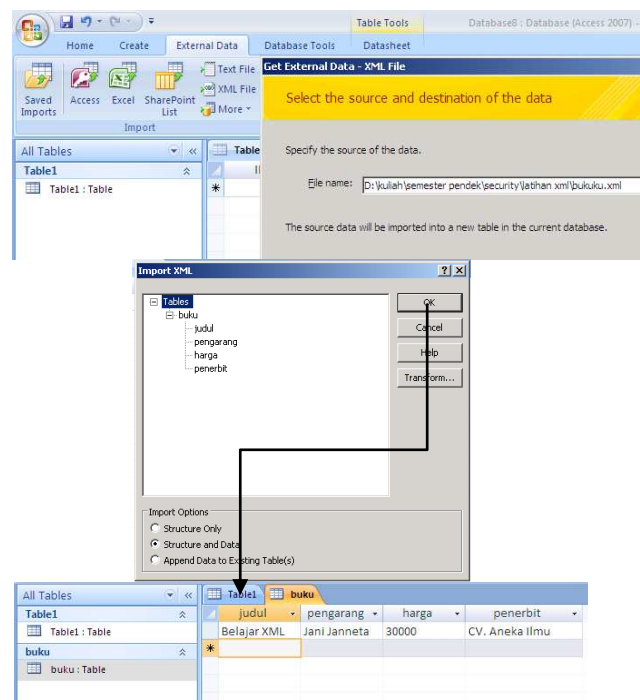 Table Tools
Database8 : Database (Access 2007) -
Home Create External Data Database Tools Datasheet
Saved Imports
Access
Excel
SharePoint List
Text File
XML File
More
Import
Get External Data - XML File
Select the source and destination of the data
Specify the source of the data.
File name: D:\kuliah\semester pendek\security\latihan xml\bukuku.xml
The source data will be imported into a new table in the current database.
All Tables
Table1
Table1 : Table
Table
*
Import XML
Tables
buku
judul
pengarang
harga
penerbit
OK
Cancel
Help
Transform...
Import Options
Structure Only
Structure and Data
Append Data to Existing Table(s)
All Tables
Table1
Table1 : Table
buku
buku : Table
Table1 buku
judul pengarang harga penerbit
Belajar XML Jani Janneta 30000 CV. Aneka Ilmu
*